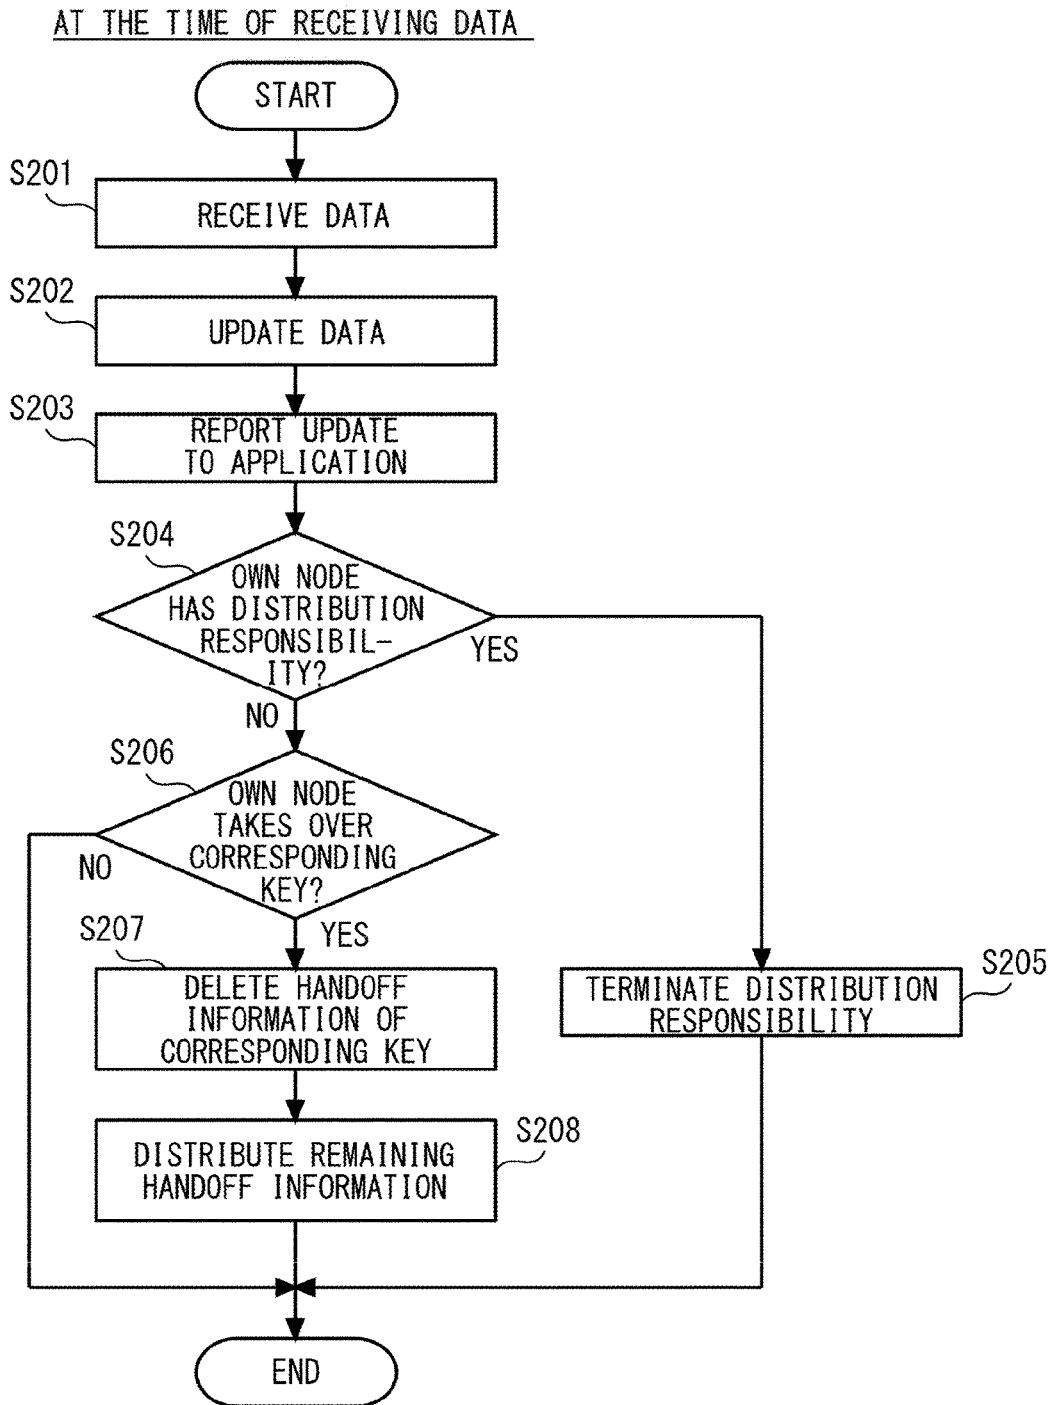 AT THE TIME OF RECEIVING DATA
START
S201
RECEIVE DATA
S202
UPDATE DATA
S203
REPORT UPDATE
TO APPLICATION
S204
OWN NODE
HAS DISTRIBUTION
RESPONSIBIL-
ITY?
YES
NO
S206
OWN NODE
TAKES OVER
CORRESPONDING
KEY?
NO
YES
S207
DELETE HANDOFF
INFORMATION OF
CORRESPONDING KEY
S205
TERMINATE DISTRIBUTION
RESPONSIBILITY
S208
DISTRIBUTE REMAINING
HANDOFF INFORMATION
END